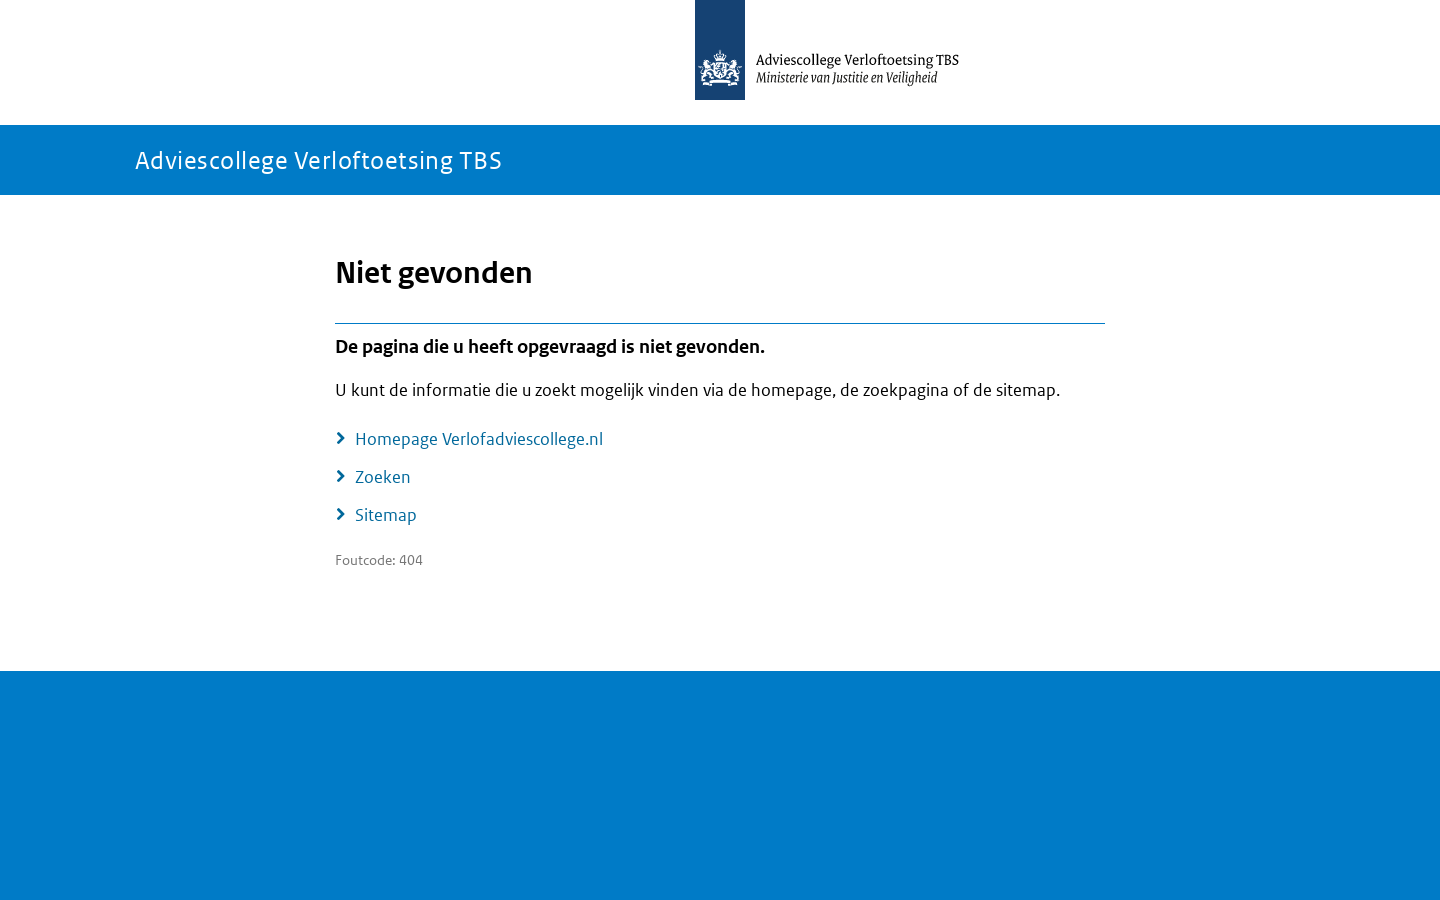 Adviescollege Verloftoetsing TBS
Ministerie van Justitie en Veiligheid
Adviescollege Verloftoetsing TBS
Niet gevonden
De pagina die u heeft opgevraagd is niet gevonden.
U kunt de informatie die u zoekt mogelijk vinden via de homepage, de zoekpagina of de sitemap.
Homepage Verlofadviescollege.nl
Zoeken
Sitemap
Foutcode: 404